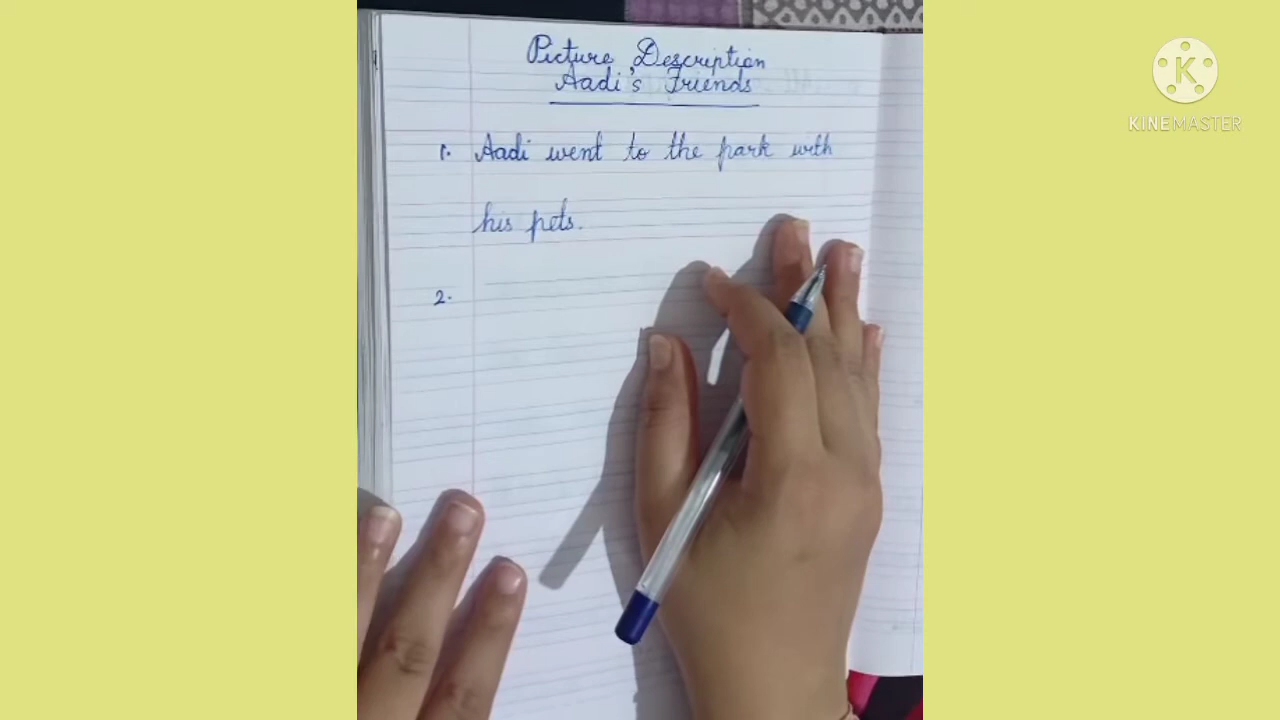 Picture Description
Aadi's Friends
1. Aadi went to the park with
his pets.
2.
K
KINEMASTER